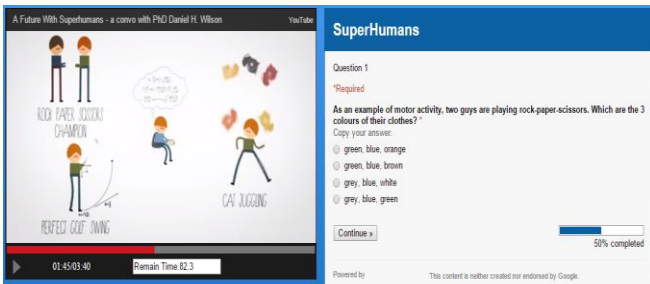 A Future With Superhumans - a convo with PhD Daniel H. Wilson
YouTube
ROCK PAPER SCISSORS
CHAMPION
PERFECT GOLF SWING
CAT JUGGLING
01:45/03:40
Remain Time:82.3
SuperHumans
Question 1
*Required
As an example of motor activity, two guys are playing rock-paper-scissors. Which are the 3
colours of their clothes? *
Copy your answer.
green, blue, orange
green, blue, brown
grey, blue, white
grey, blue, green
Continue »
50% completed
Powered by
This content is neither created nor endorsed by Google.